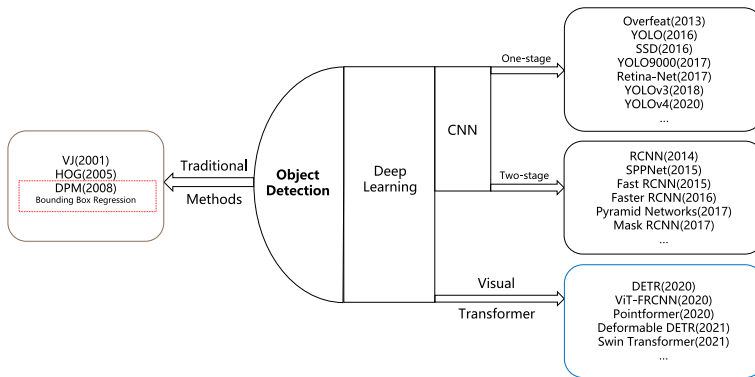 VJ(2001)
HOG(2005)
DPM(2008)
Bounding Box Regression
Traditional
Methods
Object
Detection
Deep
Learning
CNN
One-stage
Overfeat(2013)
YOLO(2016)
SSD(2016)
YOLO9000(2017)
Retina-Net(2017)
YOLOv3(2018)
YOLOv4(2020)
...
Two-stage
RCNN(2014)
SPPNet(2015)
Fast RCNN(2015)
Faster RCNN(2016)
Pyramid Networks(2017)
Mask RCNN(2017)
...
Visual
Transformer
DETR(2020)
ViT-FRCNN(2020)
Pointformer(2020)
Deformable DETR(2021)
Swin Transformer(2021)
...